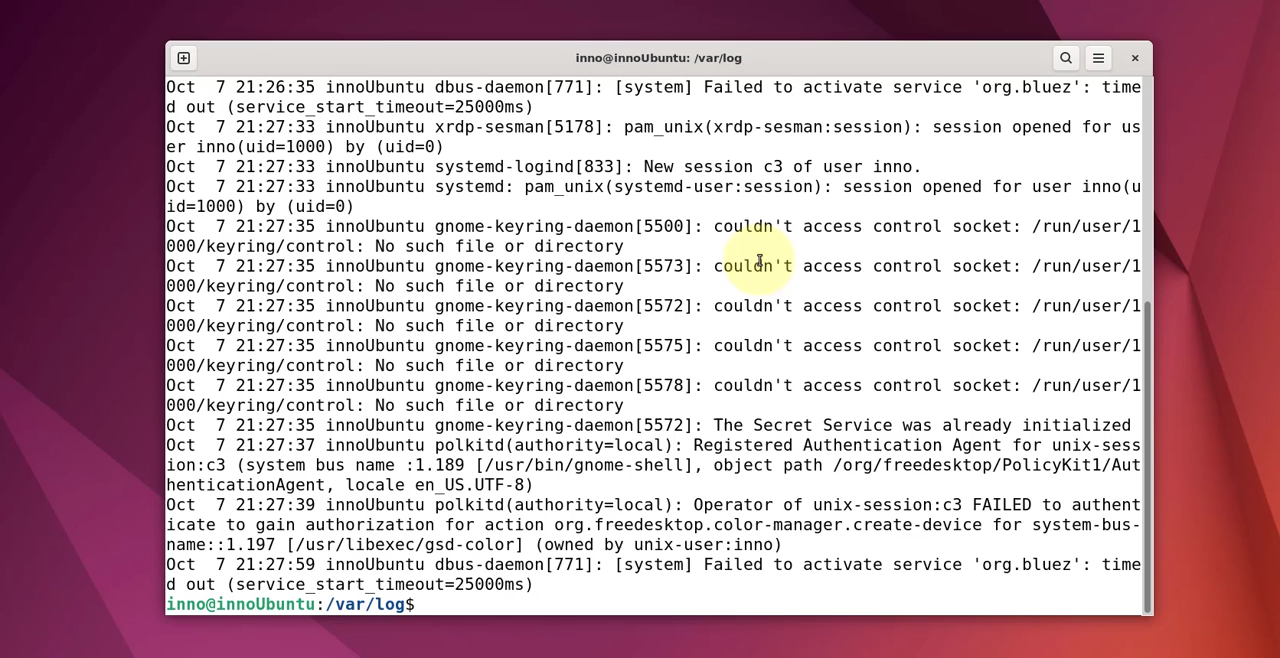 inno@innoUbuntu: /var/log
Oct  7 21:26:35 innoUbuntu dbus-daemon[771]: [system] Failed to activate service 'org.bluez': time
d out (service_start_timeout=25000ms)
Oct  7 21:27:33 innoUbuntu xrdp-sesman[5178]: pam_unix(xrdp-sesman:session): session opened for us
er inno(uid=1000) by (uid=0)
Oct  7 21:27:33 innoUbuntu systemd-logind[833]: New session c3 of user inno.
Oct  7 21:27:33 innoUbuntu systemd: pam_unix(systemd-user:session): session opened for user inno(u
id=1000) by (uid=0)
Oct  7 21:27:35 innoUbuntu gnome-keyring-daemon[5500]: couldn't access control socket: /run/user/1
000/keyring/control: No such file or directory
Oct  7 21:27:35 innoUbuntu gnome-keyring-daemon[5573]: couldn't access control socket: /run/user/1
000/keyring/control: No such file or directory
Oct  7 21:27:35 innoUbuntu gnome-keyring-daemon[5572]: couldn't access control socket: /run/user/1
000/keyring/control: No such file or directory
Oct  7 21:27:35 innoUbuntu gnome-keyring-daemon[5575]: couldn't access control socket: /run/user/1
000/keyring/control: No such file or directory
Oct  7 21:27:35 innoUbuntu gnome-keyring-daemon[5578]: couldn't access control socket: /run/user/1
000/keyring/control: No such file or directory
Oct  7 21:27:35 innoUbuntu gnome-keyring-daemon[5572]: The Secret Service was already initialized
Oct  7 21:27:37 innoUbuntu polkitd(authority=local): Registered Authentication Agent for unix-sess
ion:c3 (system bus name :1.189 [/usr/bin/gnome-shell], object path /org/freedesktop/PolicyKit1/Aut
henticationAgent, locale en_US.UTF-8)
Oct  7 21:27:39 innoUbuntu polkitd(authority=local): Operator of unix-session:c3 FAILED to authent
icate to gain authorization for action org.freedesktop.color-manager.create-device for system-bus-
name::1.197 [/usr/libexec/gsd-color] (owned by unix-user:inno)
Oct  7 21:27:59 innoUbuntu dbus-daemon[771]: [system] Failed to activate service 'org.bluez': time
d out (service_start_timeout=25000ms)
inno@innoUbuntu:/var/log$